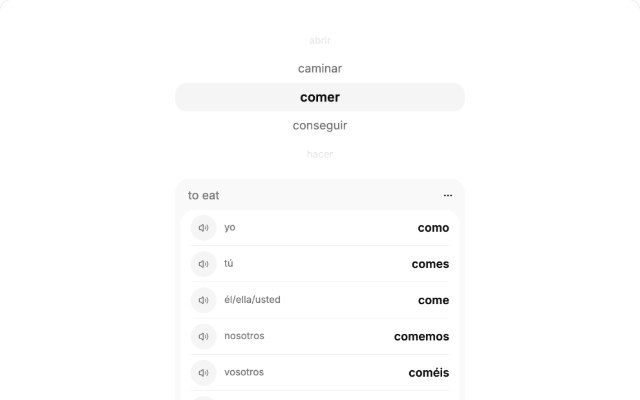 abrir
caminar
comer
conseguir
hacer
to eat
yo como
tú comes
él/ella/usted come
nosotros comemos
vosotros coméis